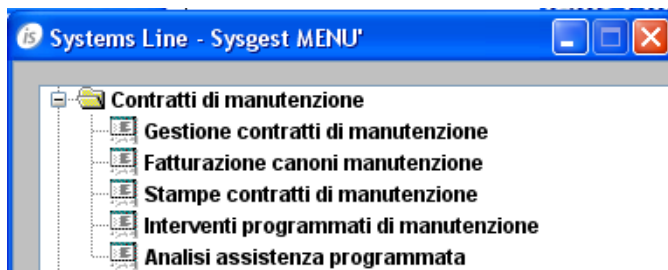 is Systems Line - Sysgest MENU'
Contratti di manutenzione
Gestione contratti di manutenzione
Fatturazione canoni manutenzione
Stampe contratti di manutenzione
Interventi programmati di manutenzione
Analisi assistenza programmata